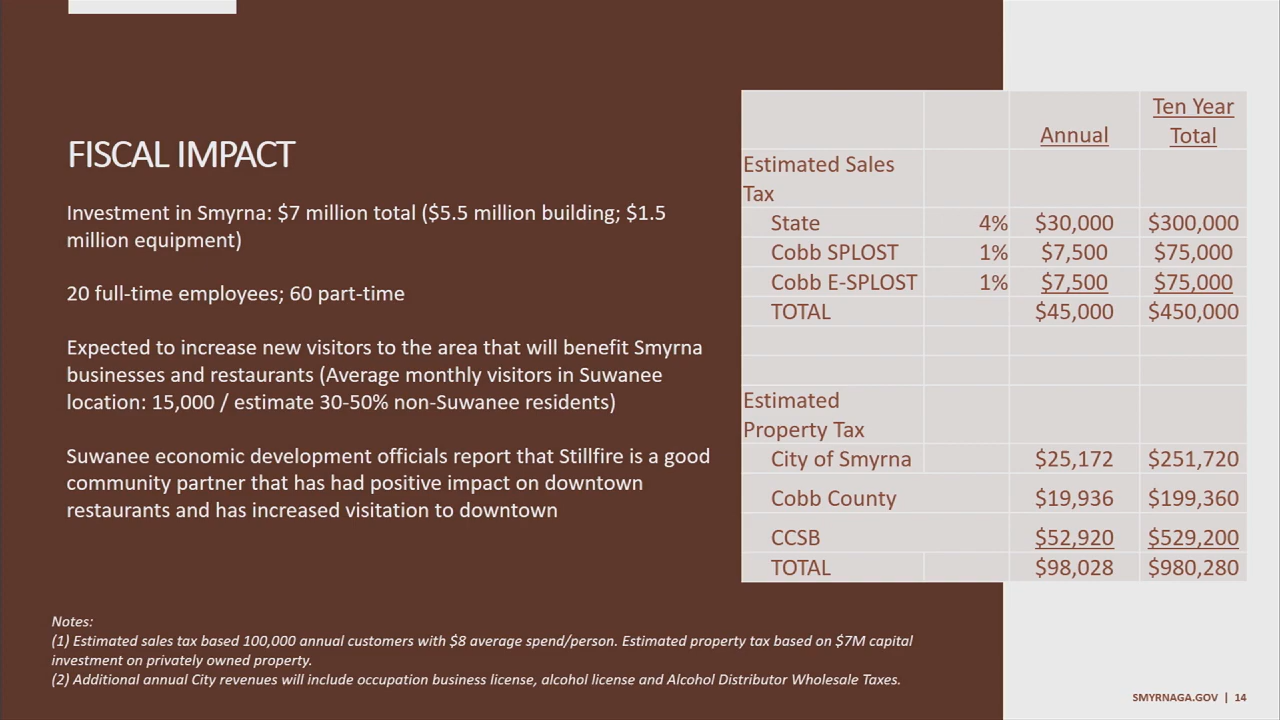 FISCAL IMPACT
Investment in Smyrna: $7 million total ($5.5 million building; $1.5
million equipment)
20 full-time employees; 60 part-time
Expected to increase new visitors to the area that will benefit Smyrna
businesses and restaurants (Average monthly visitors in Suwanee
location: 15,000 / estimate 30-50% non-Suwanee residents)
Suwanee economic development officials report that Stillfire is a good
community partner that has had positive impact on downtown
restaurants and has increased visitation to downtown
Ten Year
Annual Total
Estimated Sales
Tax
State 4% $30,000 $300,000
Cobb SPLOST 1% $7,500 $75,000
Cobb E-SPLOST 1% $7,500 $75,000
TOTAL $45,000 $450,000
Estimated
Property Tax
City of Smyrna $25,172 $251,720
Cobb County $19,936 $199,360
CCSB $52,920 $529,200
TOTAL $98,028 $980,280
Notes:
(1) Estimated sales tax based 100,000 annual customers with $8 average spend/person. Estimated property tax based on $7M capital
investment on privately owned property.
(2) Additional annual City revenues will include occupation business license, alcohol license and Alcohol Distributor Wholesale Taxes.
SMYRNAGA.GOV | 14